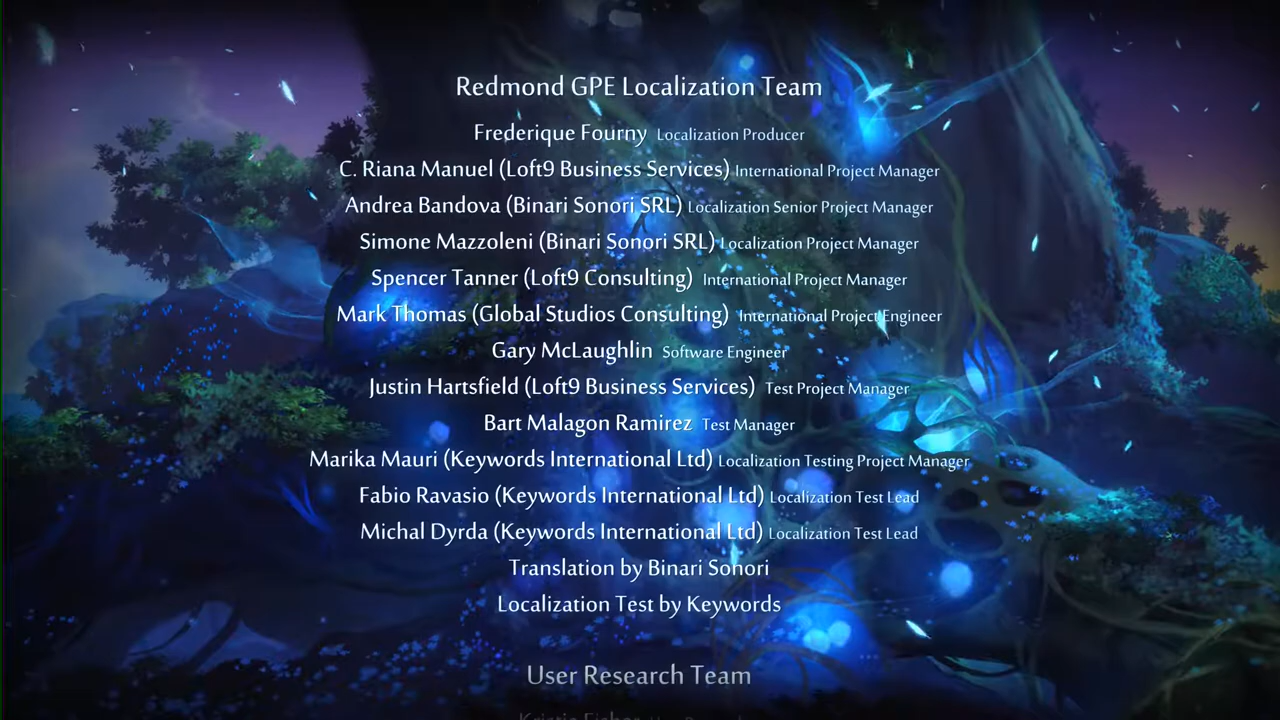 Redmond GPE Localization Team
Frederique Fourny Localization Producer
C. Riana Manuel (Loft9 Business Services) International Project Manager
Andrea Bandova (Binari Sonori SRL) Localization Senior Project Manager
Simone Mazzoleni (Binari Sonori SRL) Localization Project Manager
Spencer Tanner (Loft9 Consulting) International Project Manager
Mark Thomas (Global Studios Consulting) International Project Engineer
Gary McLaughlin Software Engineer
Justin Hartsfield (Loft9 Business Services) Test Project Manager
Bart Malagon Ramirez Test Manager
Marika Mauri (Keywords International Ltd) Localization Testing Project Manager
Fabio Ravasio (Keywords International Ltd) Localization Test Lead
Michal Dyrda (Keywords International Ltd) Localization Test Lead
Translation by Binari Sonori
Localization Test by Keywords
User Research Team